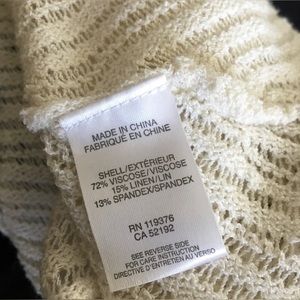 MADE IN CHINA
FABRIQUÉ EN CHINE
SHELL/EXTÉRIEUR
72% VISCOSE/VISCOSE
15% LINEN/LIN
13% SPANDEX/SPANDEX
RN 119376
CA 52192
SEE REVERSE SIDE
FOR CARE INSTRUCTION
DIRECTIVE D'ENTRETIEN AU VERSO